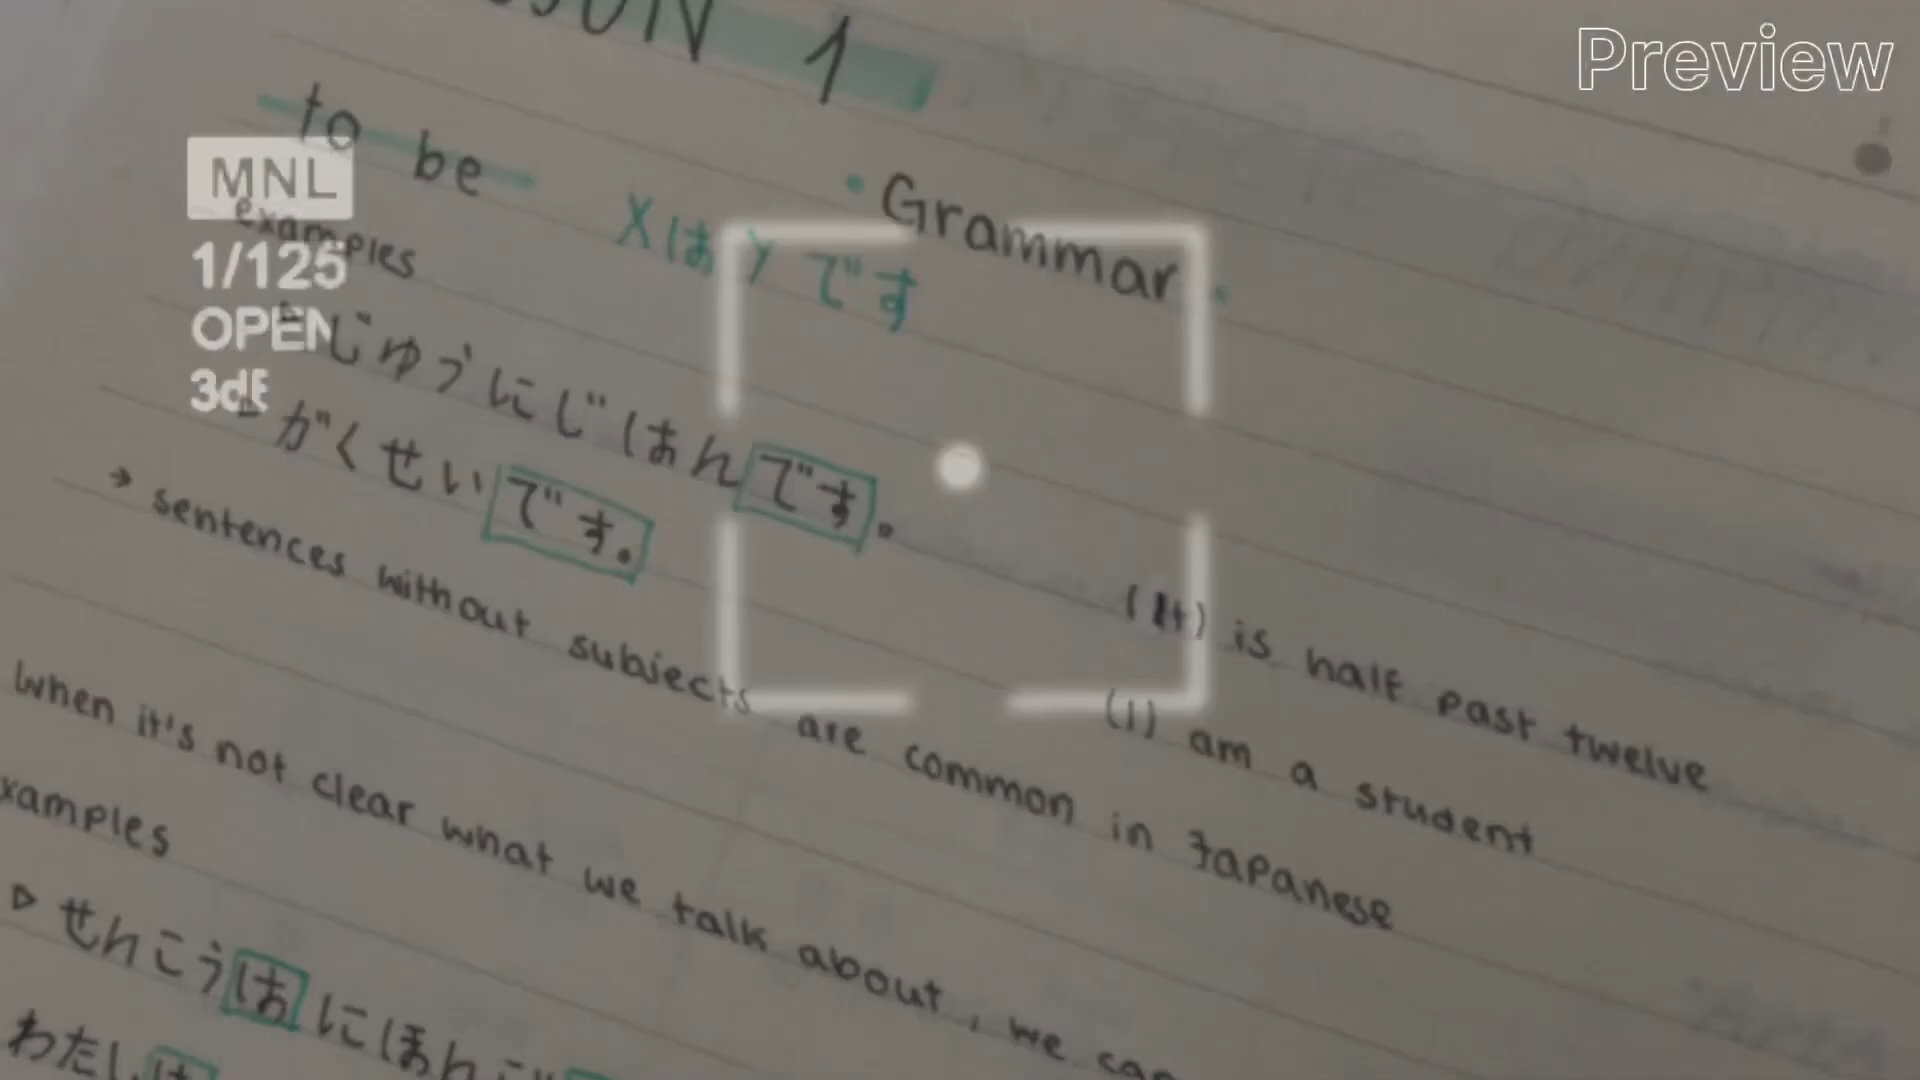 Preview
1
to be
• Grammar •
MNL
examples
XはYです
1/125
OPEN
じゅうにじはんです。
3dB
がくせいです。
(It) is half past twelve
(I) am a student
→ sentences without subjects are common in Japanese
when it's not clear what we talk about, we can
xamples
▷ せんこうはにほんご
わたしは